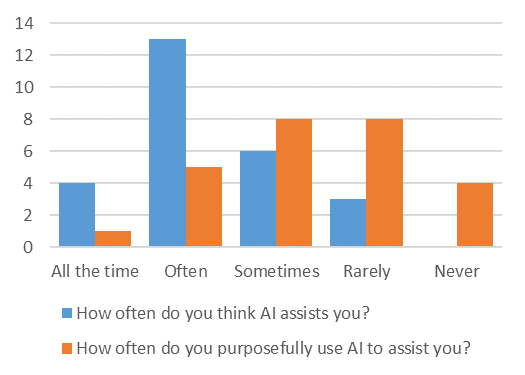 14
12
10
8
6
4
2
0
All the time Often Sometimes Rarely Never
How often do you think AI assists you?
How often do you purposefully use AI to assist you?